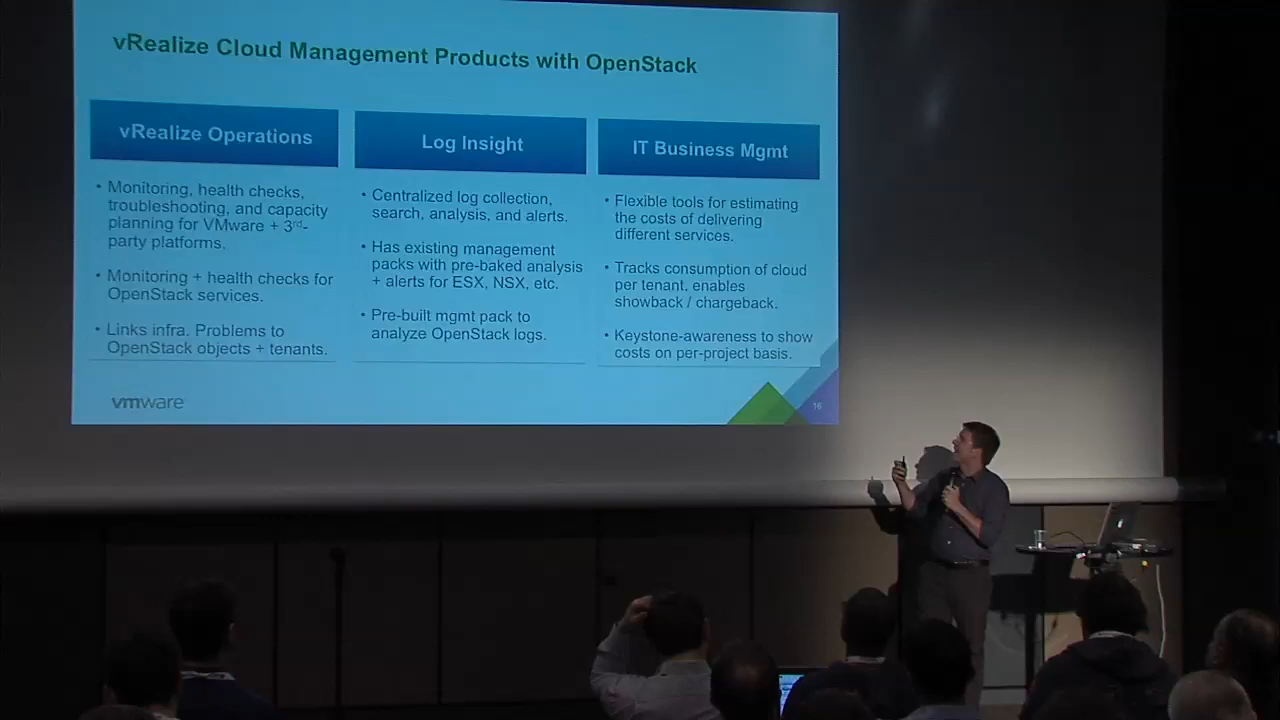 vRealize Cloud Management Products with OpenStack
vRealize Operations
• Monitoring, health checks,
troubleshooting, and capacity
planning for VMware + 3rd-
party platforms.
• Monitoring + health checks for
OpenStack services.
• Links infra. Problems to
OpenStack objects + tenants.
Log Insight
• Centralized log collection,
search, analysis, and alerts.
• Has existing management
packs with pre-baked analysis
+ alerts for ESX, NSX, etc.
• Pre-built mgmt pack to
analyze OpenStack logs.
IT Business Mgmt
• Flexible tools for estimating
the costs of delivering
different services.
• Tracks consumption of cloud
per tenant, enables
showback / chargeback.
• Keystone-awareness to show
costs on per-project basis.
vmware
16